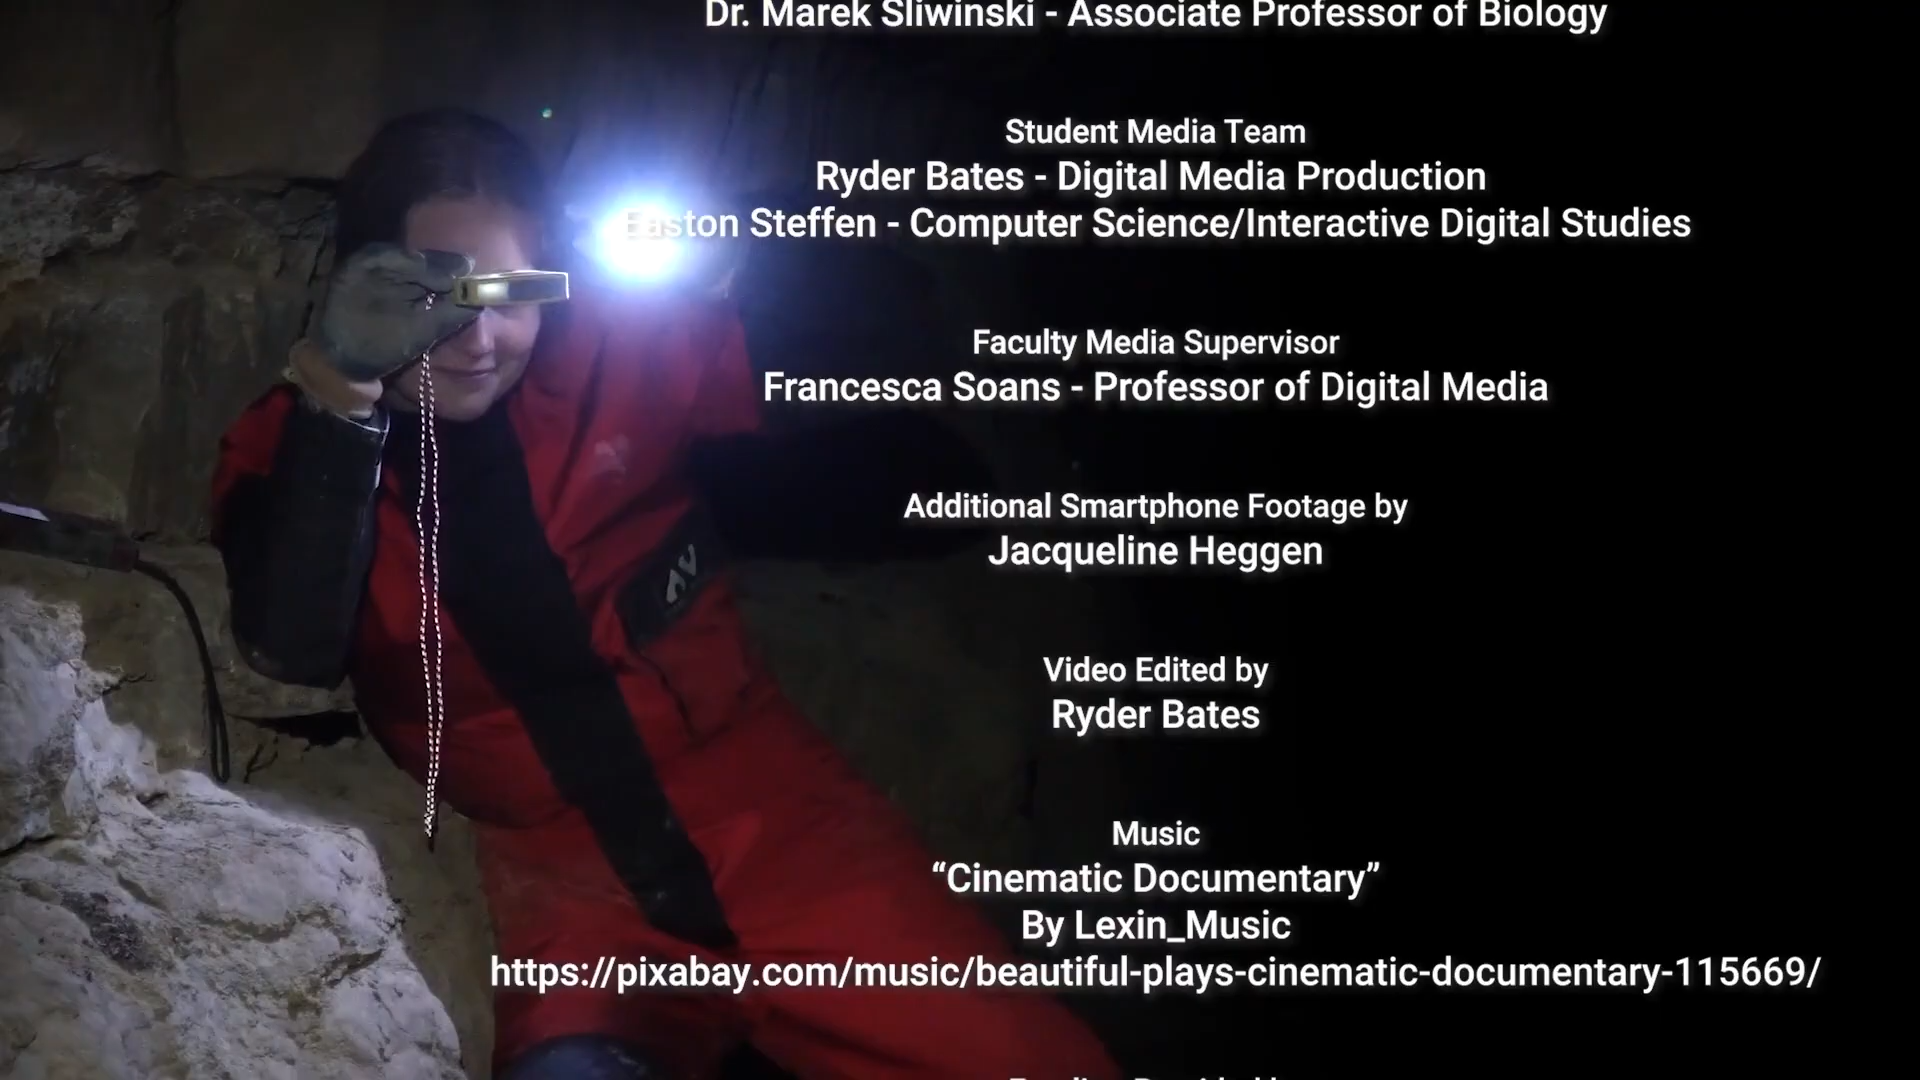 Dr. Marek Sliwinski - Associate Professor of Biology
Student Media Team
Ryder Bates - Digital Media Production
Easton Steffen - Computer Science/Interactive Digital Studies
Faculty Media Supervisor
Francesca Soans - Professor of Digital Media
Additional Smartphone Footage by
Jacqueline Heggen
Video Edited by
Ryder Bates
Music
“Cinematic Documentary”
By Lexin_Music
https://pixabay.com/music/beautiful-plays-cinematic-documentary-115669/